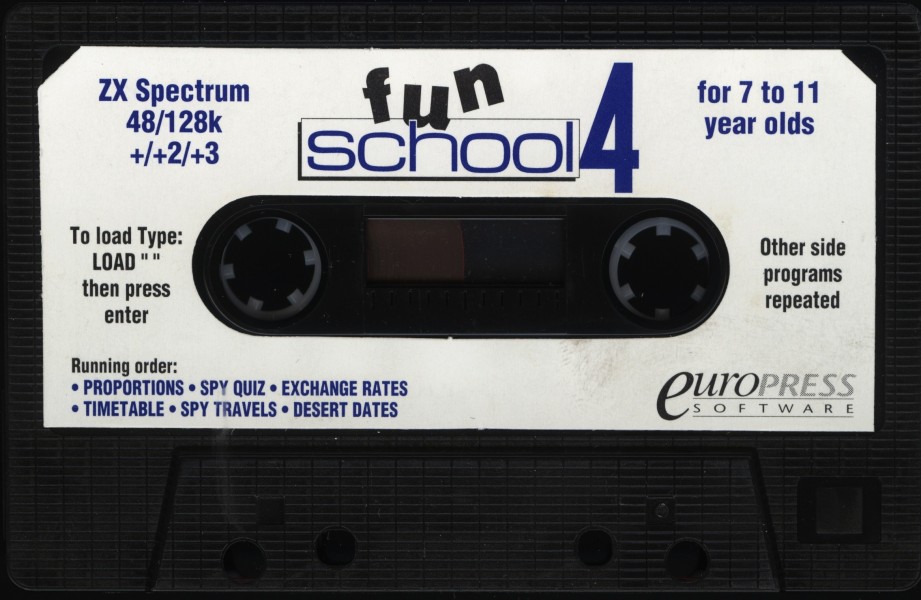 ZX Spectrum
48/128k
+/+2/+3
fun
school 4
for 7 to 11
year olds
To load Type:
LOAD " "
then press
enter
Other side
programs
repeated
Running order:
• PROPORTIONS • SPY QUIZ • EXCHANGE RATES
• TIMETABLE • SPY TRAVELS • DESERT DATES
euroPRESS
SOFTWARE